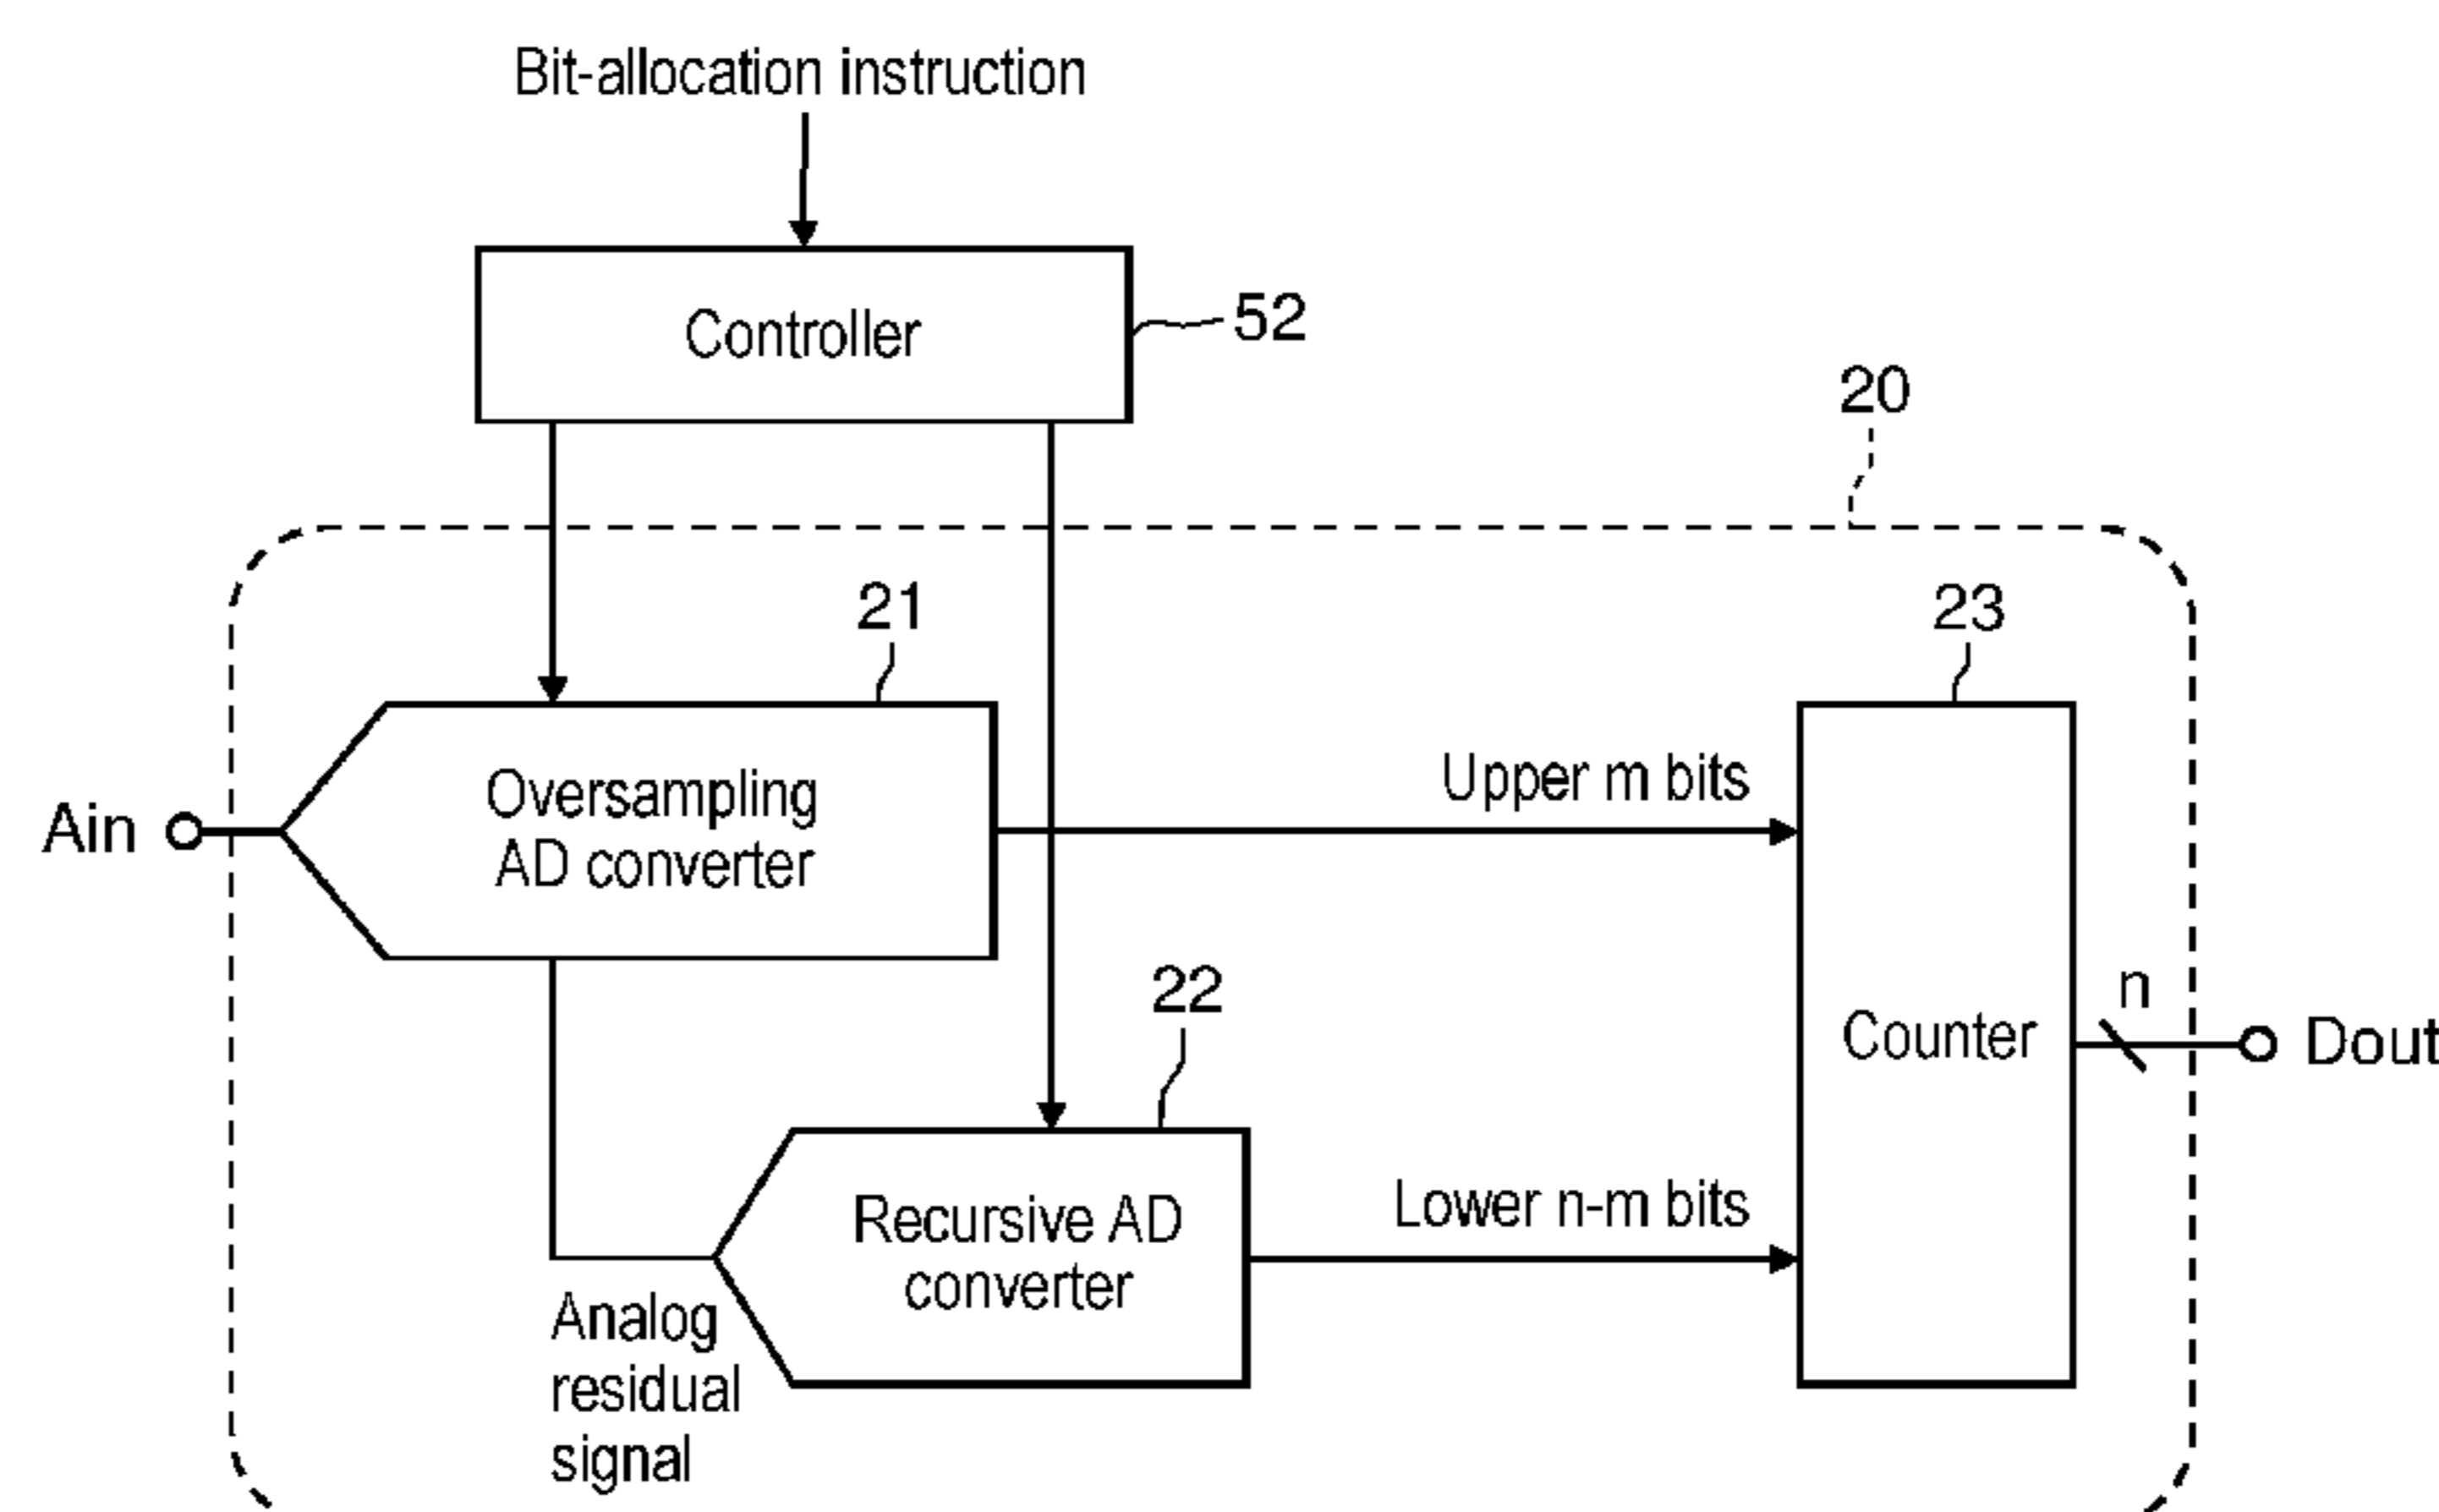 Bit-allocation instruction
Controller
52
20
21
23
Oversampling
AD converter
Upper m bits
Ain
22
n
Counter
Dout
Recursive AD
converter
Lower n-m bits
Analog
residual
signal